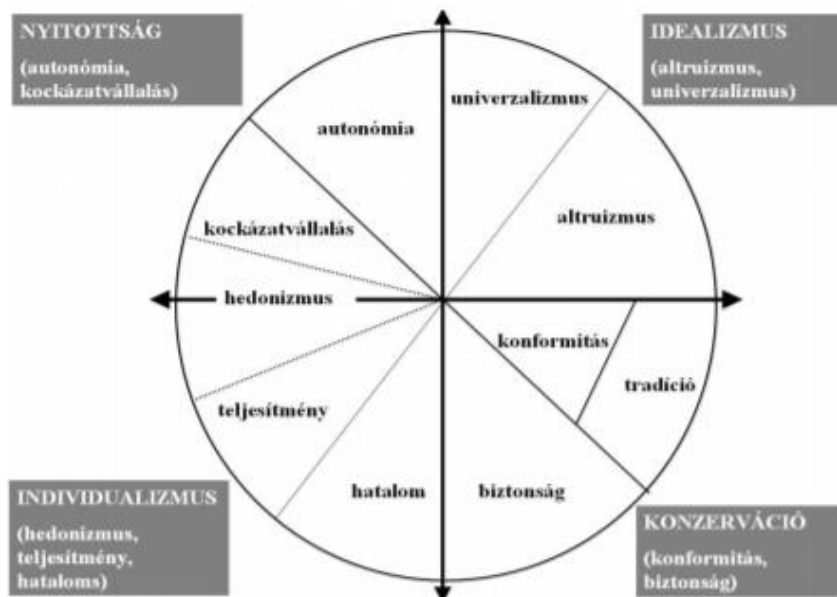 NYITOTTSÁG
(autonómia,
kockázatvállalás)
IDEALIZMUS
(altruizmus,
univerzalizmus)
univerzalizmus
autonómia
altruizmus
kockázatvállalás
hedonizmus
konformitás
tradíció
teljesítmény
hatalom
biztonság
INDIVIDUALIZMUS
(hedonizmus,
teljesítmény,
hataloms)
KONZERVÁCIÓ
(konformitás,
biztonság)